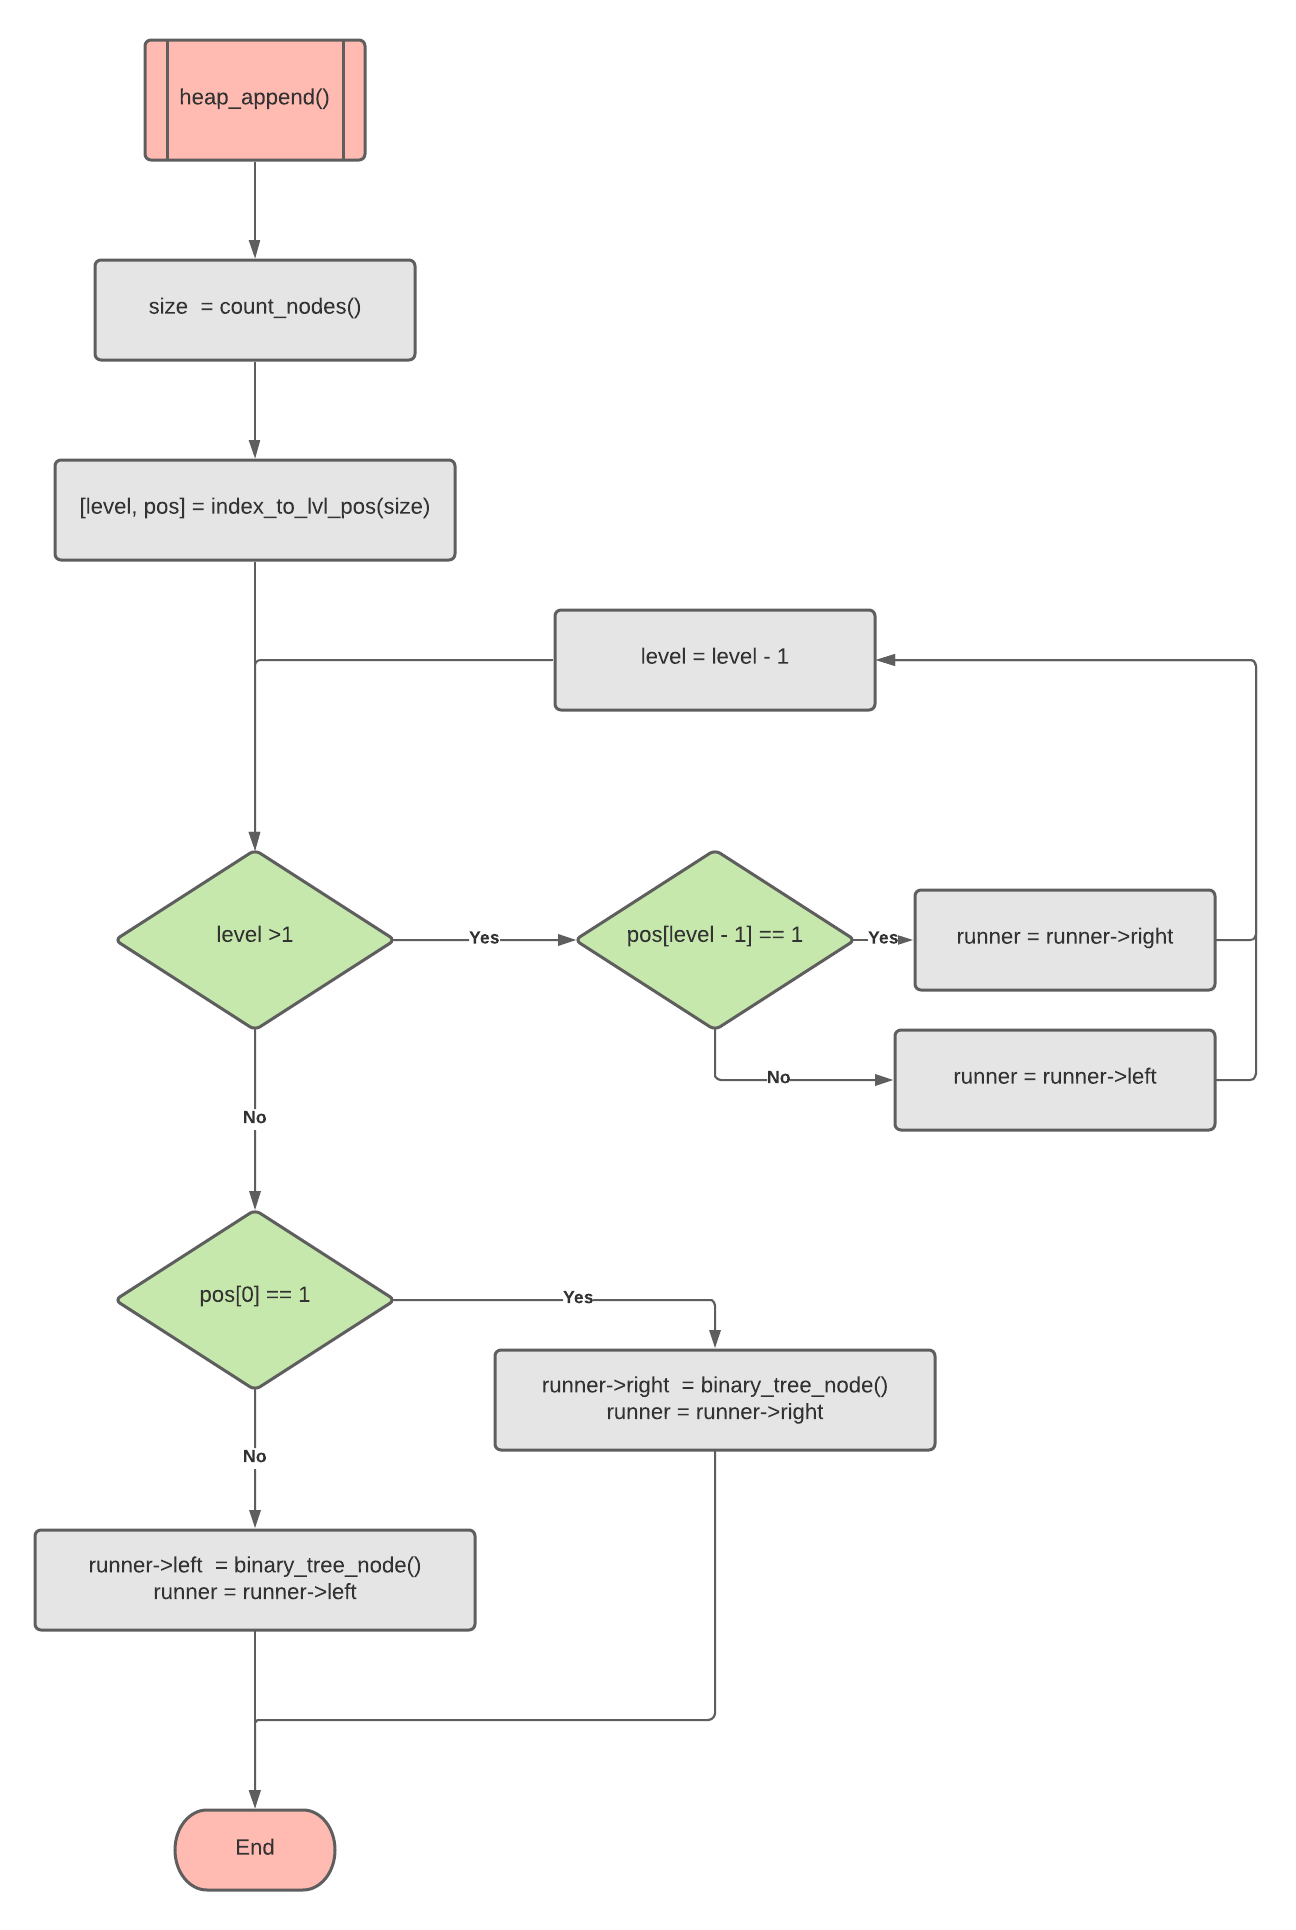 heap_append()
size  = count_nodes()
[level, pos] = index_to_lvl_pos(size)
level = level - 1
level >1
Yes
pos[level - 1] == 1
Yes
runner = runner->right
No
runner = runner->left
No
pos[0] == 1
Yes
runner->right  = binary_tree_node()
runner = runner->right
No
runner->left  = binary_tree_node()
runner = runner->left
End